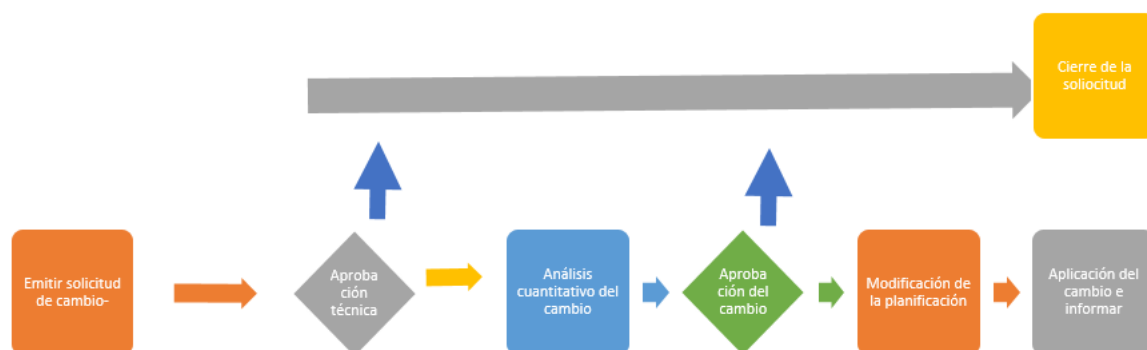 Cierre de la
soliocitud
Emitir solicitud
de cambio-
Aproba
ción
técnica
Análisis
cuantitativo del
cambio
Aproba
ción del
cambio
Modificación de
la planificación
Aplicación del
cambio e
informar